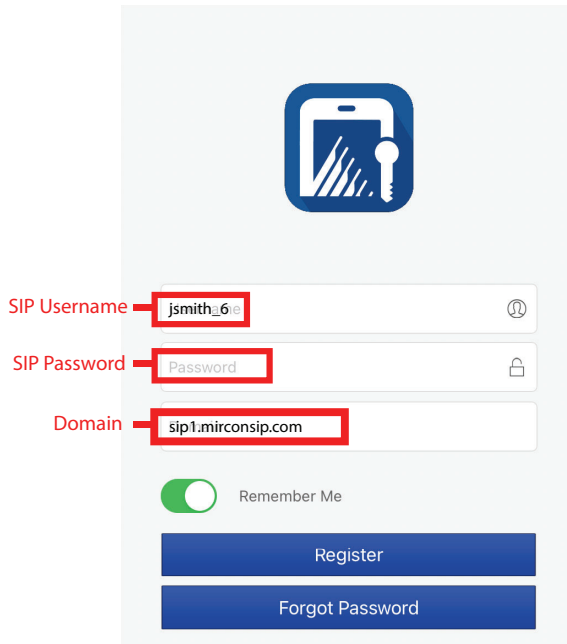 SIP Username jsmith_6
SIP Password Password
Domain sip1.mirconsip.com
Remember Me
Register
Forgot Password